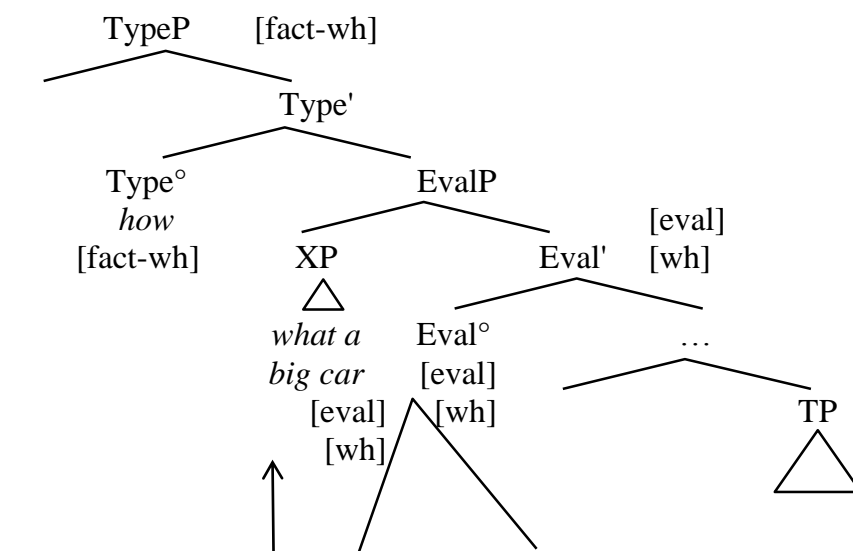 TypeP [fact-wh]
Type'
Type° EvalP
how [eval]
[fact-wh] XP Eval' [wh]
what a Eval° …
big car [eval]
[eval] [wh] TP
[wh]